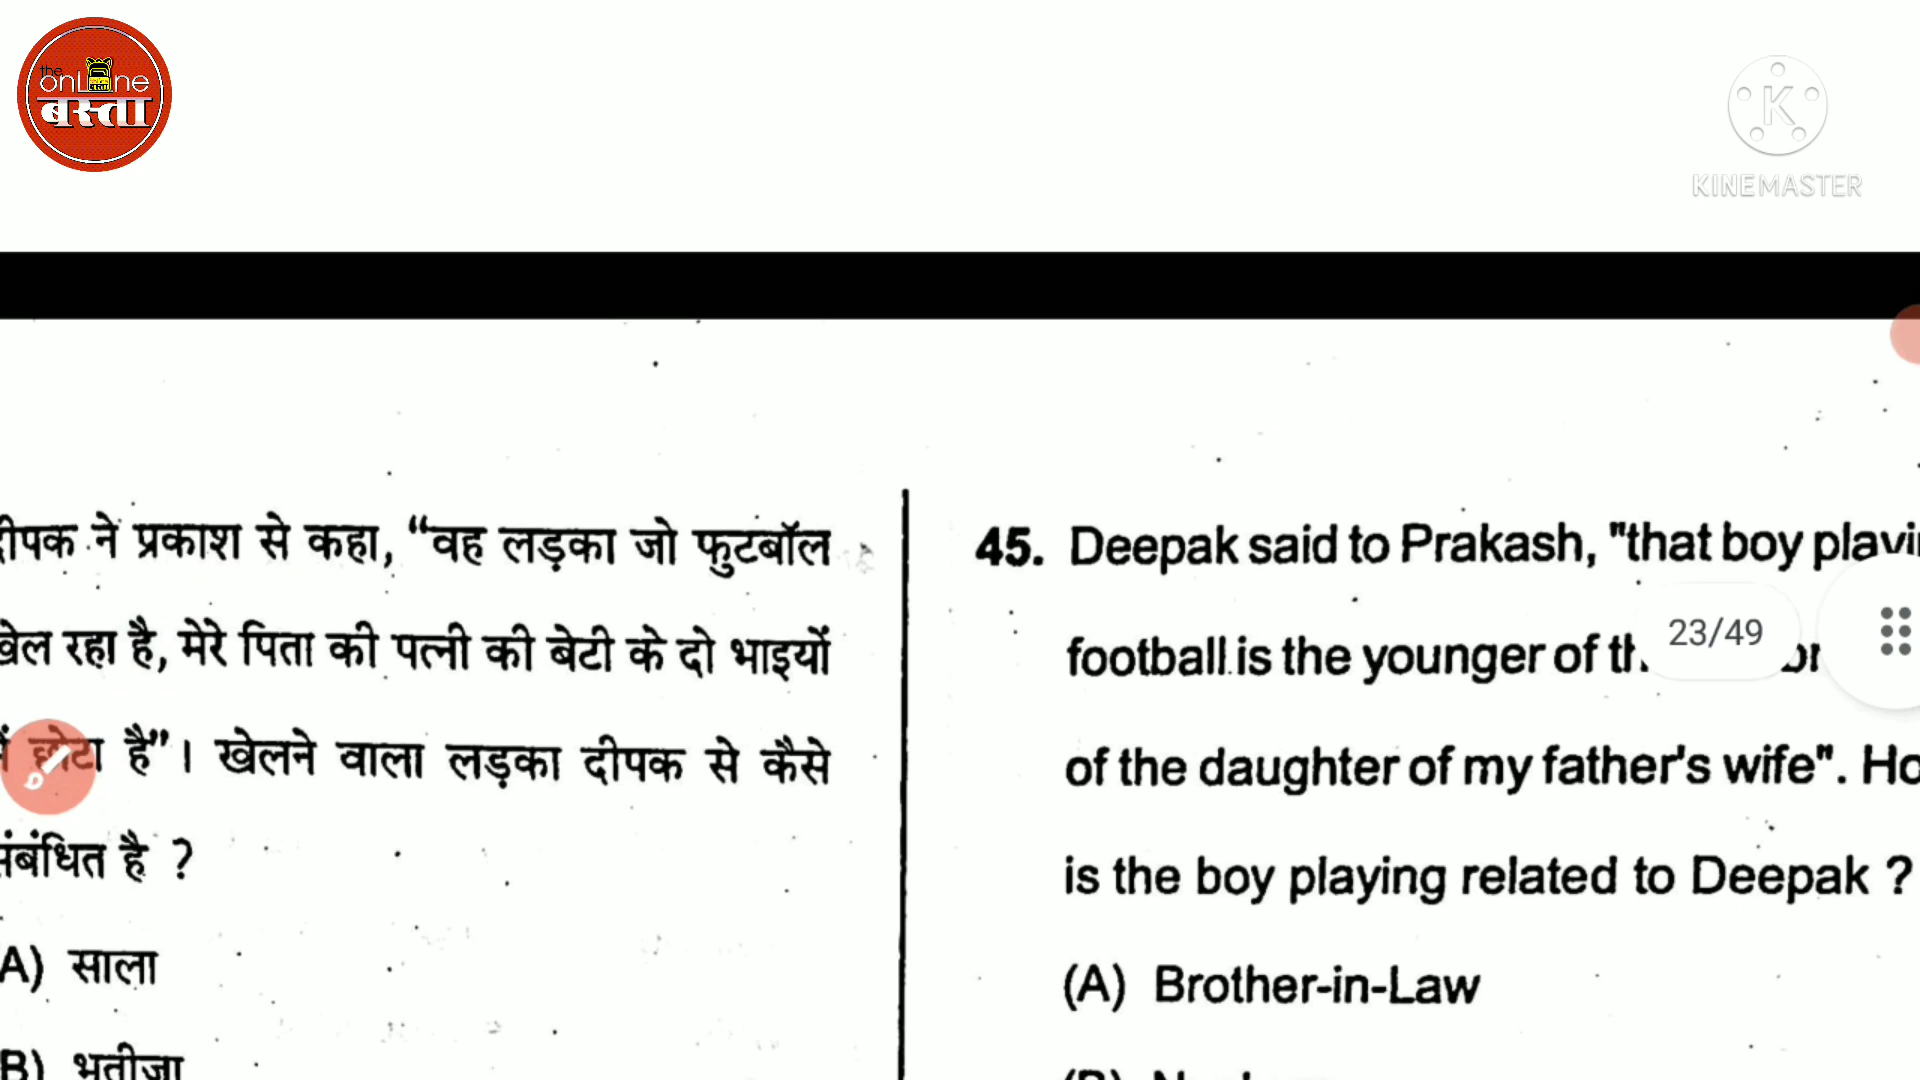 the
onLine
बस्ता
K
KINEMASTER
दीपक ने प्रकाश से कहा, “वह लड़का जो फुटबॉल
खेल रहा है, मेरे पिता की पत्नी की बेटी के दो भाइयों
में छोटा है”। खेलने वाला लड़का दीपक से कैसे
संबंधित है ?
A) साला
B) भतीजा
45. Deepak said to Prakash, "that boy playi
football is the younger of th
23/49
of the daughter of my father's wife". Ho
is the boy playing related to Deepak ?
(A) Brother-in-Law
(B)